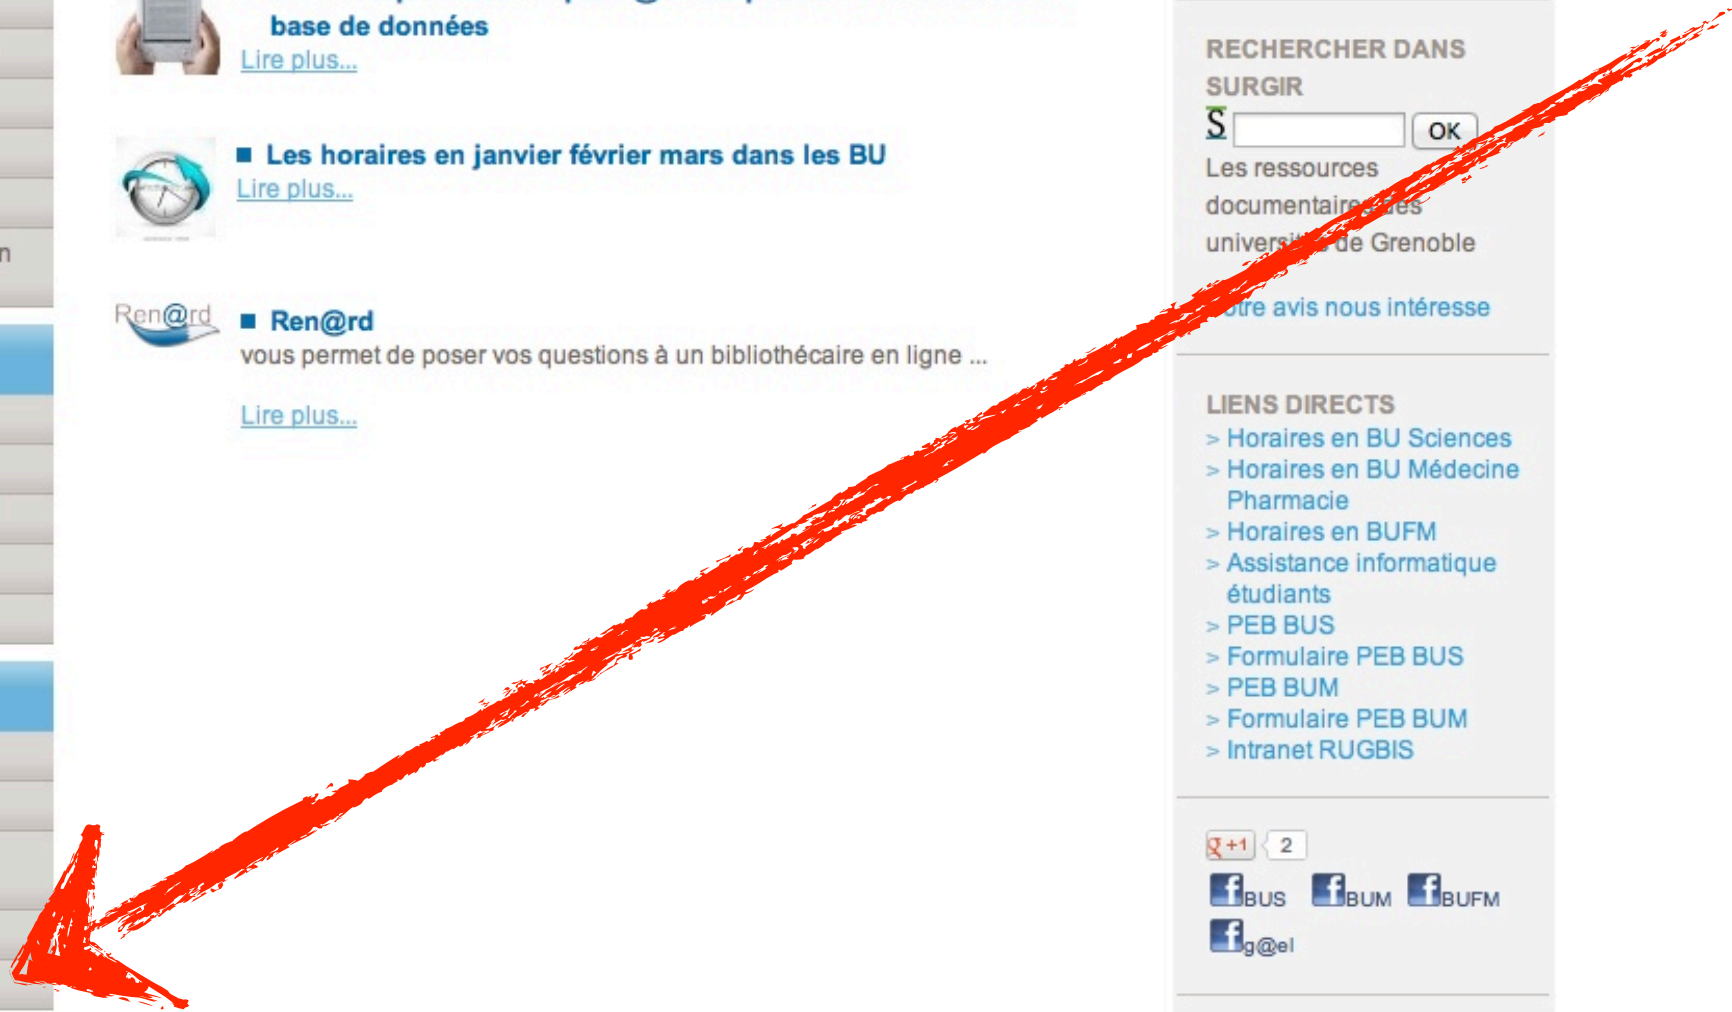 base de données
Lire plus...
Les horaires en janvier février mars dans les BU
Lire plus...
n
Ren@rd
Ren@rd
vous permet de poser vos questions à un bibliothécaire en ligne ...
Lire plus...
RECHERCHER DANS
SURGIR
S OK
Les ressources
documentaires des
universités de Grenoble
avis nous intéresse
LIENS DIRECTS
> Horaires en BU Sciences
> Horaires en BU Médecine
Pharmacie
> Horaires en BUFM
> Assistance informatique
étudiants
> PEB BUS
> Formulaire PEB BUS
> PEB BUM
> Formulaire PEB BUM
> Intranet RUGBIS
g +1 2
f BUS f BUM f BUFM
f g@el